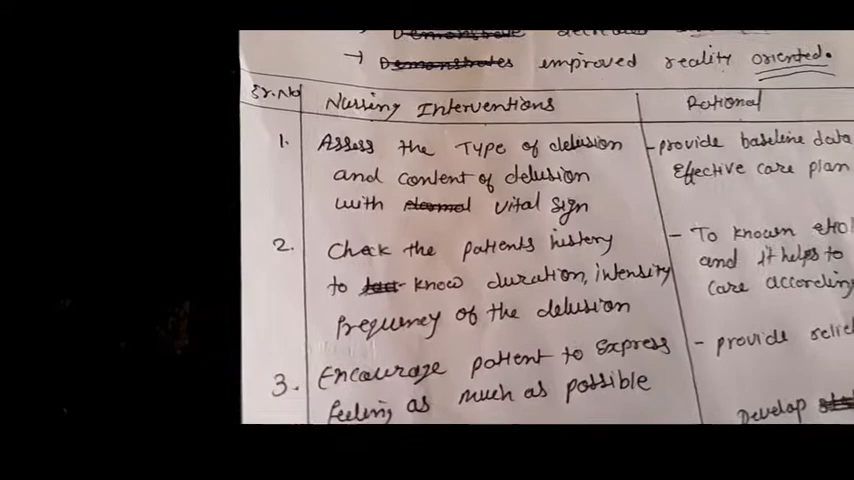 decreased
→ Demonstrates improved reality oriented.
Sr.No Nursing Interventions Rational
1. Assess the Type of delusion - provide baseline data
and content of delusion Effective care plan
with vital sign
2. Check the patients history - To known
to know duration, intensity and it helps to
frequency of the delusion care according
3. Encourage patient to Express - provide
feeling as much as possible
Develop